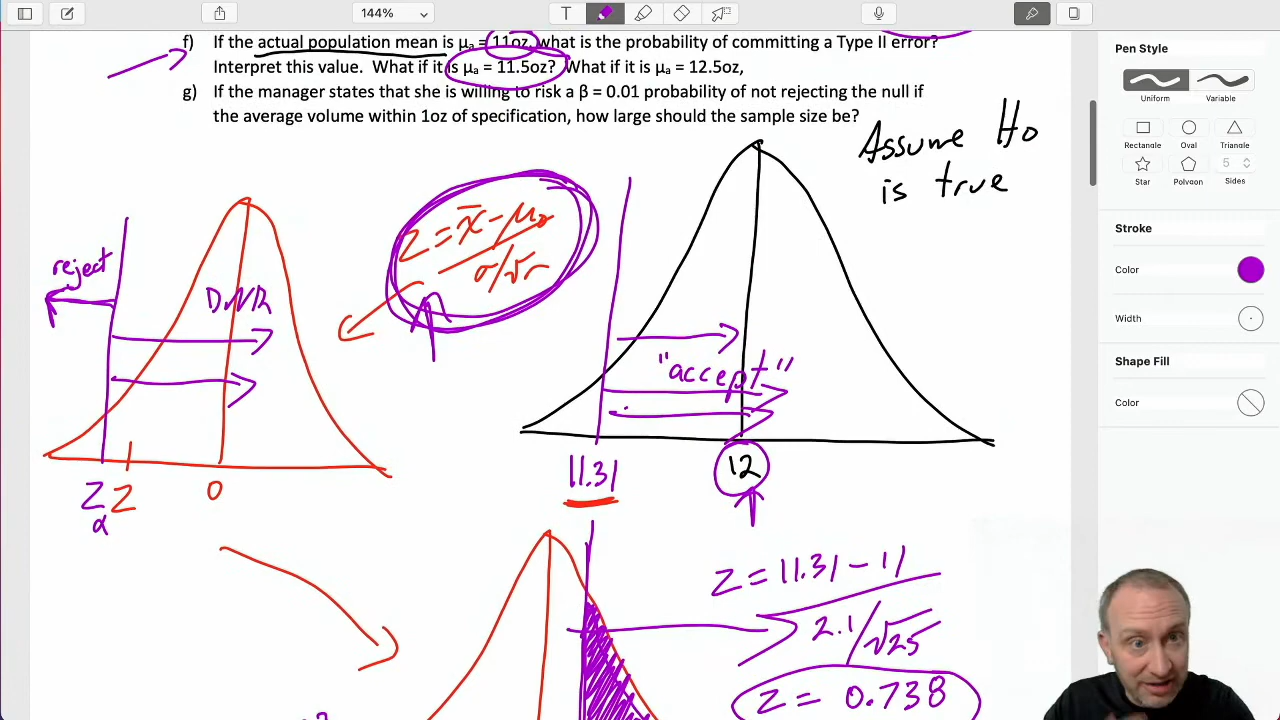 144%
T
f) If the actual population mean is μₐ = 11oz, what is the probability of committing a Type II error?
Interpret this value. What if it is μₐ = 11.5oz? What if it is μₐ = 12.5oz,
g) If the manager states that she is willing to risk a β = 0.01 probability of not rejecting the null if
the average volume within 1oz of specification, how large should the sample size be?
Assume H0
is true
reject
DNR
Z = x̄ - μ0
σ/√n
"accept"
Zα
Z
0
11.31
12
Z = 11.31 - 11
2.1/√25
Z = 0.738
Pen Style
Uniform
Variable
Rectangle
Oval
Triangle
Star
Polygon
5
Sides
Stroke
Color
Width
Shape Fill
Color